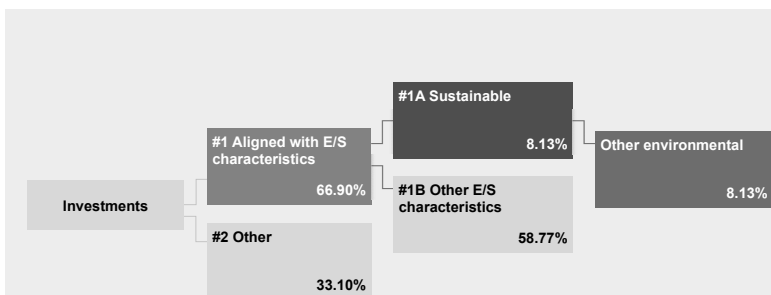 Investments
#1 Aligned with E/S
characteristics
66.90%
#2 Other
33.10%
#1A Sustainable
8.13%
#1B Other E/S
characteristics
58.77%
Other environmental
8.13%